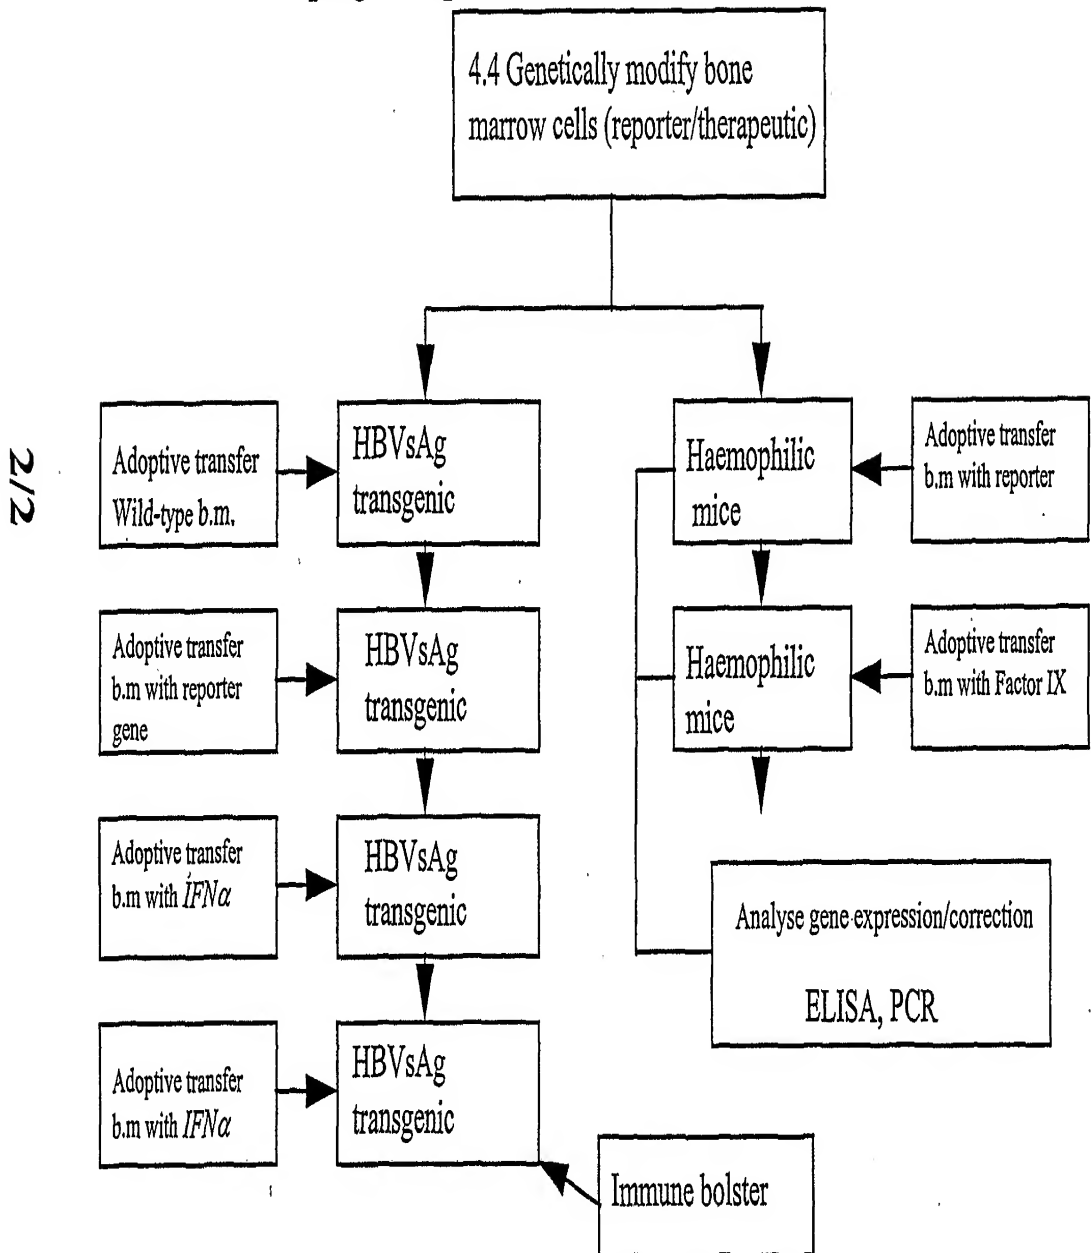 4.4 Genetically modify bone
marrow cells (reporter/therapeutic)
2/2
Adoptive transfer
Wild-type b.m.
HBVsAg
transgenic
Haemophilic
mice
Adoptive transfer
b.m with reporter
Adoptive transfer
b.m with reporter
gene
HBVsAg
transgenic
Haemophilic
mice
Adoptive transfer
b.m with Factor IX
Adoptive transfer
b.m with IFNα
HBVsAg
transgenic
Analyse gene expression/correction
ELISA, PCR
Adoptive transfer
b.m with IFNα
HBVsAg
transgenic
Immune bolster